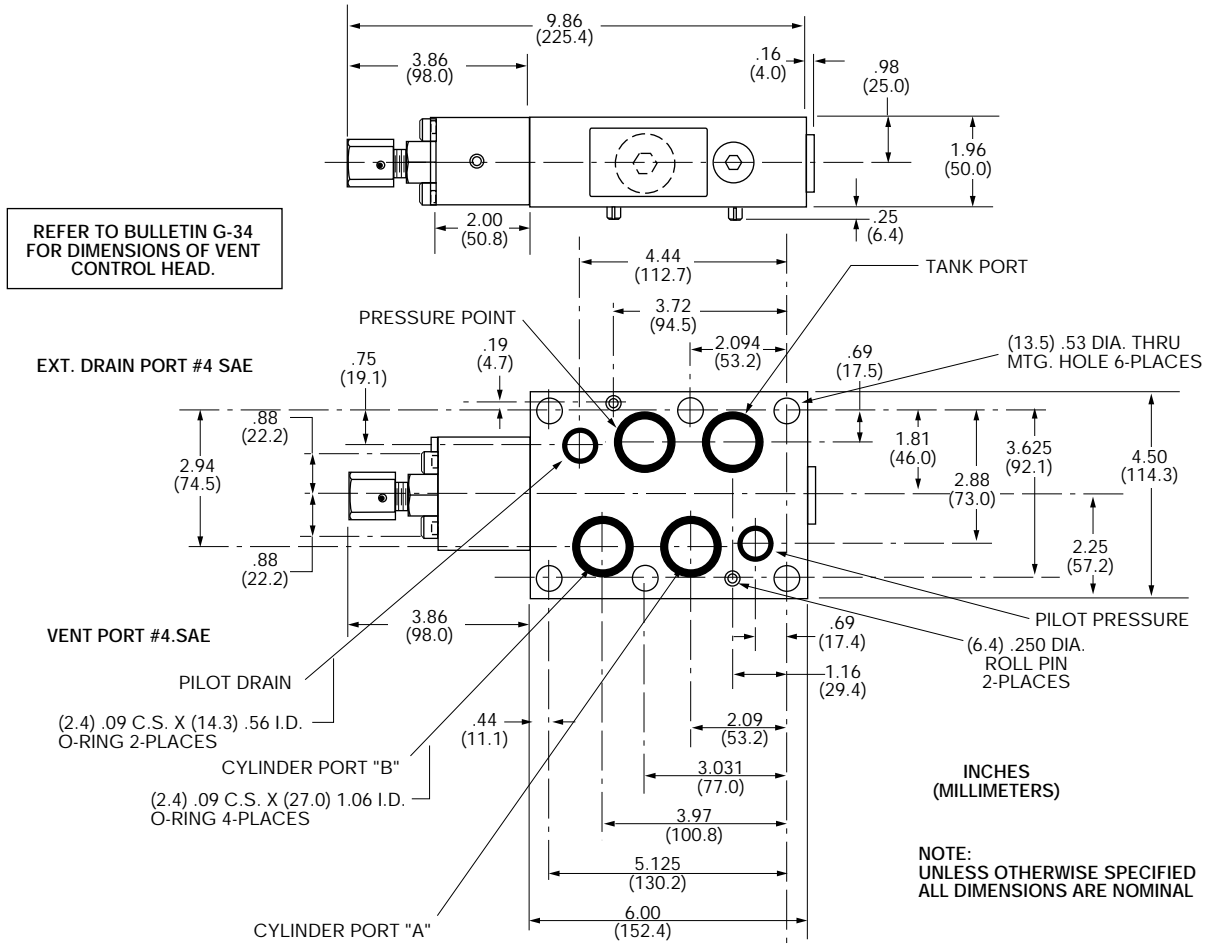 9.86
(225.4)
3.86
(98.0)
.16
(4.0)
.98
(25.0)
1.96
(50.0)
REFER TO BULLETIN G-34
FOR DIMENSIONS OF VENT
CONTROL HEAD.
2.00
(50.8)
.25
(6.4)
4.44
(112.7)
TANK PORT
3.72
(94.5)
PRESSURE POINT
2.094
(53.2)
(13.5) .53 DIA. THRU
MTG. HOLE 6-PLACES
EXT. DRAIN PORT #4 SAE
.75
(19.1)
.19
(4.7)
.69
(17.5)
.88
(22.2)
2.94
(74.5)
1.81
(46.0)
3.625
(92.1)
4.50
(114.3)
2.88
(73.0)
.88
(22.2)
2.25
(57.2)
3.86
(98.0)
VENT PORT #4.SAE
PILOT PRESSURE
.69
(17.4)
(6.4) .250 DIA.
ROLL PIN
2-PLACES
PILOT DRAIN
1.16
(29.4)
(2.4) .09 C.S. X (14.3) .56 I.D.
O-RING 2-PLACES
.44
(11.1)
2.09
(53.2)
CYLINDER PORT "B"
3.031
(77.0)
INCHES
(MILLIMETERS)
(2.4) .09 C.S. X (27.0) 1.06 I.D.
O-RING 4-PLACES
3.97
(100.8)
5.125
(130.2)
NOTE:
UNLESS OTHERWISE SPECIFIED
ALL DIMENSIONS ARE NOMINAL
6.00
(152.4)
CYLINDER PORT "A"